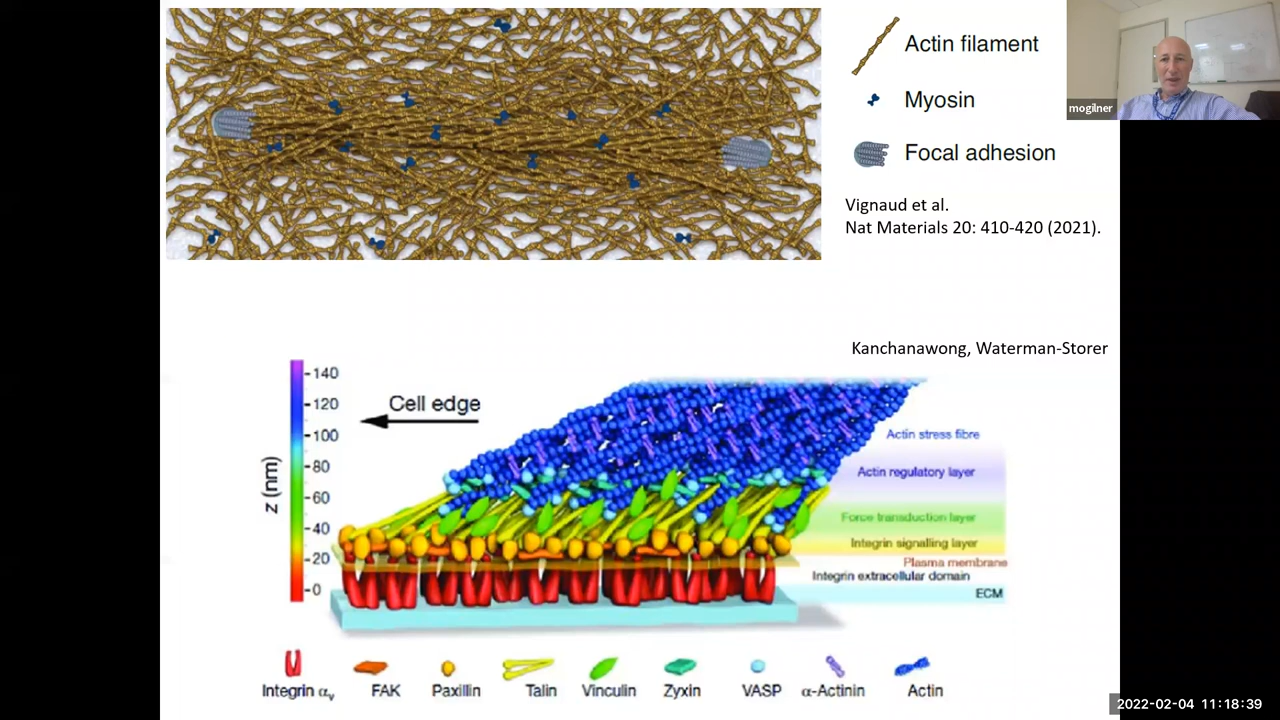 Actin filament
Myosin
Focal adhesion
mogilner
Vignaud et al.
Nat Materials 20: 410-420 (2021).
Kanchanawong, Waterman-Storer
z (nm)
140
120
100
80
60
40
20
0
Cell edge
Actin stress fibre
Actin regulatory layer
Force transduction layer
Integrin signalling layer
Plasma membrane
Integrin extracellular domain
ECM
Integrin αv
FAK
Paxillin
Talin
Vinculin
Zyxin
VASP
α-Actinin
Actin
2022-02-04 11:18:39